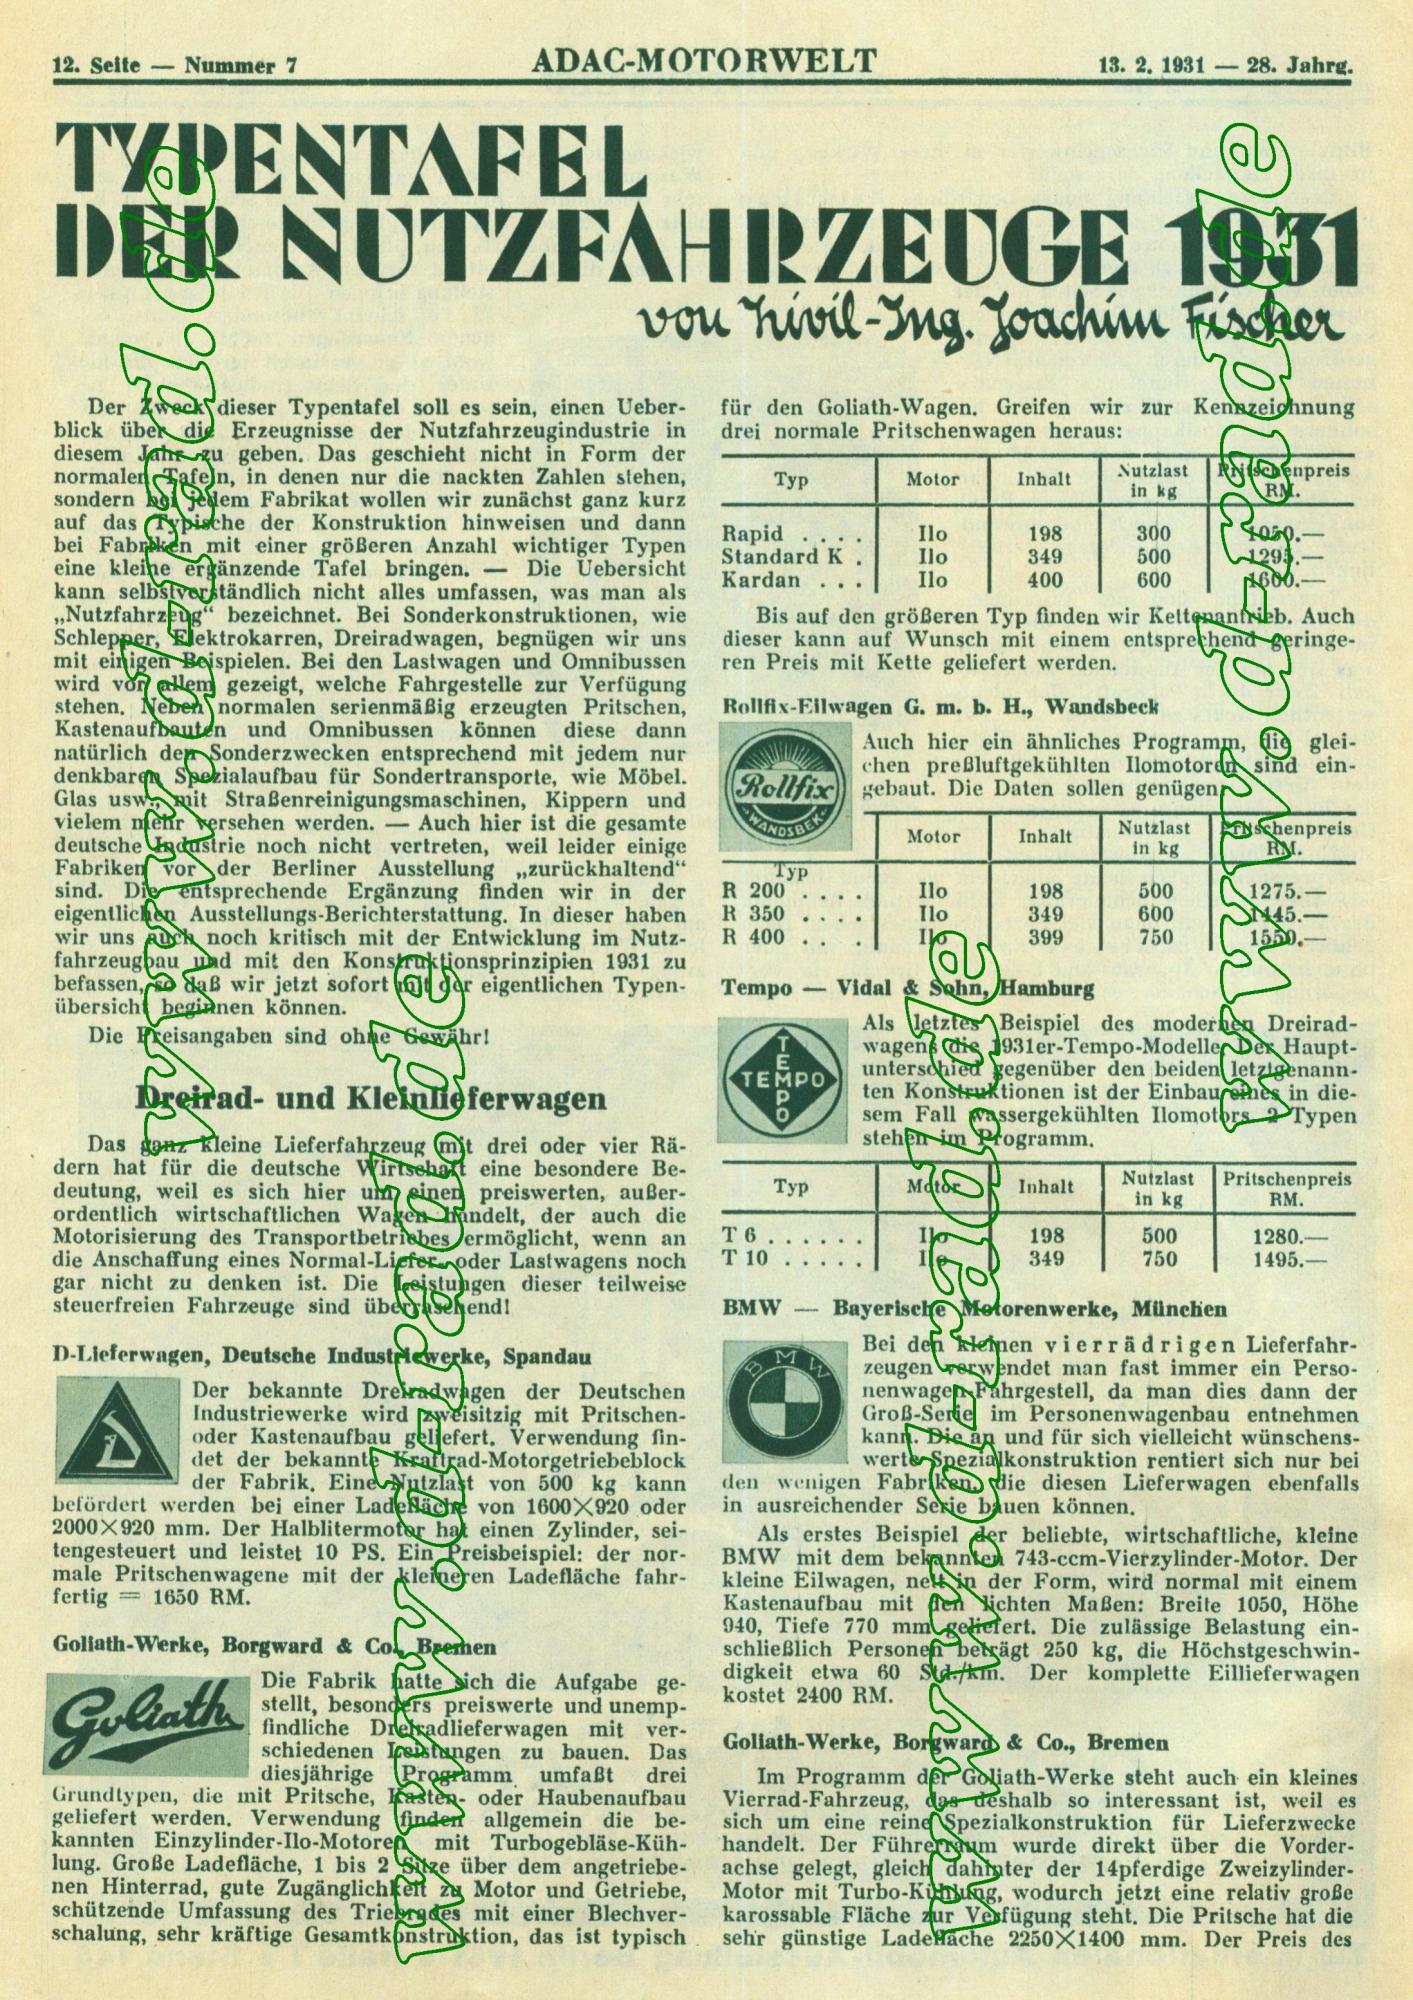 12. Seite — Nummer 7
ADAC-MOTORWELT
13. 2. 1931 — 28. Jahrg.
TYPENTAFEL
DER NUTZFAHRZEUGE 1931
von Zivil-Ing. Joachim Fischer
Der Zweck dieser Typentafel soll es sein, einen Ueber-
blick über die Erzeugnisse der Nutzfahrzeugindustrie in
diesem Jahr zu geben. Das geschieht nicht in Form der
normalen Tafeln, in denen nur die nackten Zahlen stehen,
sondern bei jedem Fabrikat wollen wir zunächst ganz kurz
auf das Typische der Konstruktion hinweisen und dann
bei Fabriken mit einer größeren Anzahl wichtiger Typen
eine kleine ergänzende Tafel bringen. — Die Uebersicht
kann selbstverständlich nicht alles umfassen, was man als
„Nutzfahrzeug“ bezeichnet. Bei Sonderkonstruktionen, wie
Schlepper, Elektrokarren, Dreiradwagen, begnügen wir uns
mit einigen Beispielen. Bei den Lastwagen und Omnibussen
wird vor allem gezeigt, welche Fahrgestelle zur Verfügung
stehen. Neben normalen serienmäßig erzeugten Pritschen,
Kastenaufbauten und Omnibussen können diese dann
natürlich den Sonderzwecken entsprechend mit jedem nur
denkbaren Spezialaufbau für Sondertransporte, wie Möbel.
Glas usw., mit Straßenreinigungsmaschinen, Kippern und
vielem mehr versehen werden. — Auch hier ist die gesamte
deutsche Industrie noch nicht vertreten, weil leider einige
Fabriken vor der Berliner Ausstellung „zurückhaltend“
sind. Die entsprechende Ergänzung finden wir in der
eigentlichen Ausstellungs-Berichterstattung. In dieser haben
wir uns auch noch kritisch mit der Entwicklung im Nutz-
fahrzeugbau und mit den Konstruktionsprinzipien 1931 zu
befassen, so daß wir jetzt sofort mit der eigentlichen Typen-
übersicht beginnen können.
Die Preisangaben sind ohne Gewähr!
Dreirad- und Kleinlieferwagen
Das ganz kleine Lieferfahrzeug mit drei oder vier Rä-
dern hat für die deutsche Wirtschaft eine besondere Be-
deutung, weil es sich hier um einen preiswerten, außer-
ordentlich wirtschaftlichen Wagen handelt, der auch die
Motorisierung des Transportbetriebes ermöglicht, wenn an
die Anschaffung eines Normal-Liefer- oder Lastwagens noch
gar nicht zu denken ist. Die Leistungen dieser teilweise
steuerfreien Fahrzeuge sind überraschend!
D-Lieferwagen, Deutsche Industriewerke, Spandau
Der bekannte Dreiradwagen der Deutschen
Industriewerke wird zweisitzig mit Pritschen-
oder Kastenaufbau geliefert. Verwendung fin-
det der bekannte Kraftrad-Motorgetriebeblock
der Fabrik. Eine Nutzlast von 500 kg kann
befördert werden bei einer Ladefläche von 1600×920 oder
2000×920 mm. Der Halblitermotor hat einen Zylinder, sei-
tengesteuert und leistet 10 PS. Ein Preisbeispiel: der nor-
male Pritschenwagene mit der kleineren Ladefläche fahr-
fertig = 1650 RM.
Goliath-Werke, Borgward & Co., Bremen
Goliath
Die Fabrik hatte sich die Aufgabe ge-
stellt, besonders preiswerte und unemp-
findliche Dreiradlieferwagen mit ver-
schiedenen Leistungen zu bauen. Das
diesjährige Programm umfaßt drei
Grundtypen, die mit Pritsche, Kasten- oder Haubenaufbau
geliefert werden. Verwendung finden allgemein die be-
kannten Einzylinder-Ilo-Motoren mit Turbogebläse-Küh-
lung. Große Ladefläche, 1 bis 2 Sitze über dem angetriebe-
nen Hinterrad, gute Zugänglichkeit zu Motor und Getriebe,
schützende Umfassung des Triebrades mit einer Blechver-
schalung, sehr kräftige Gesamtkonstruktion, das ist typisch
für den Goliath-Wagen. Greifen wir zur Kennzeichnung
drei normale Pritschenwagen heraus:
Typ Motor Inhalt Nutzlast in kg Pritschenpreis RM.
Rapid . . . . Ilo 198 300 1050.—
Standard K . Ilo 349 500 1295.—
Kardan . . . Ilo 400 600 1600.—
Bis auf den größeren Typ finden wir Kettenantrieb. Auch
dieser kann auf Wunsch mit einem entsprechend geringe-
ren Preis mit Kette geliefert werden.
Rollfix-Eilwagen G. m. b. H., Wandsbeck
Rollfix
WANDSBEK
Auch hier ein ähnliches Programm, die glei-
chen preßluftgekühlten Ilomotoren sind ein-
gebaut. Die Daten sollen genügen:
Typ Motor Inhalt Nutzlast in kg Pritschenpreis RM.
R 200 . . . . Ilo 198 500 1275.—
R 350 . . . . Ilo 349 600 1445.—
R 400 . . . Ilo 399 750 1550.—
Tempo — Vidal & Sohn, Hamburg
TEMPO
TEMPO
Als letztes Beispiel des modernen Dreirad-
wagens die 1931er-Tempo-Modelle. Der Haupt-
unterschied gegenüber den beiden letztgenann-
ten Konstruktionen ist der Einbau eines in die-
sem Fall wassergekühlten Ilomotors. 2 Typen
stehen im Programm.
Typ Motor Inhalt Nutzlast in kg Pritschenpreis RM.
T 6 . . . . . . Ilo 198 500 1280.—
T 10 . . . . . Ilo 349 750 1495.—
BMW — Bayerische Motorenwerke, München
BMW
Bei den kleinen vierrädrigen Lieferfahr-
zeugen verwendet man fast immer ein Perso-
nenwagen-Fahrgestell, da man dies dann der
Groß-Serie im Personenwagenbau entnehmen
kann. Die an und für sich vielleicht wünschens-
werte Spezialkonstruktion rentiert sich nur bei
den wenigen Fabriken, die diesen Lieferwagen ebenfalls
in ausreichender Serie bauen können.
Als erstes Beispiel der beliebte, wirtschaftliche, kleine
BMW mit dem bekannten 743-ccm-Vierzylinder-Motor. Der
kleine Eilwagen, nett in der Form, wird normal mit einem
Kastenaufbau mit den lichten Maßen: Breite 1050, Höhe
940, Tiefe 770 mm geliefert. Die zulässige Belastung ein-
schließlich Personen beträgt 250 kg, die Höchstgeschwin-
digkeit etwa 60 Std./km. Der komplette Eillieferwagen
kostet 2400 RM.
Goliath-Werke, Borgward & Co., Bremen
Im Programm der Goliath-Werke steht auch ein kleines
Vierrad-Fahrzeug, das deshalb so interessant ist, weil es
sich um eine reine Spezialkonstruktion für Lieferzwecke
handelt. Der Führerraum wurde direkt über die Vorder-
achse gelegt, gleich dahinter der 14pferdige Zweizylinder-
Motor mit Turbo-Kühlung, wodurch jetzt eine relativ große
karossable Fläche zur Verfügung steht. Die Pritsche hat die
sehr günstige Ladefläche 2250×1400 mm. Der Preis des
www.d-rad.de
www.d-rad.de
www.d-rad.de
www.d-rad.de